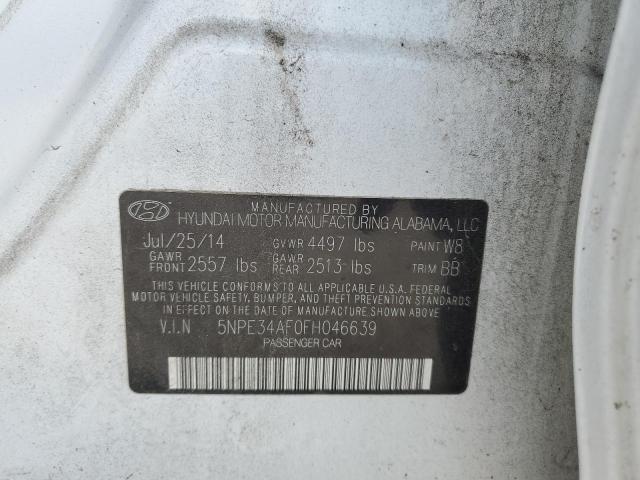 MANUFACTURED BY
HYUNDAI MOTOR MANUFACTURING ALABAMA, LLC
Jul/25/14 GVWR 4497 lbs PAINT W8
GAWR FRONT 2557 lbs GAWR REAR 2513 lbs TRIM BB
THIS VEHICLE CONFORMS TO ALL APPLICABLE U.S.A. FEDERAL
MOTOR VEHICLE SAFETY, BUMPER, AND THEFT PREVENTION STANDARDS
IN EFFECT ON THE DATE OF MANUFACTURE SHOWN ABOVE.
V.I.N 5NPE34AF0FH046639
PASSENGER CAR